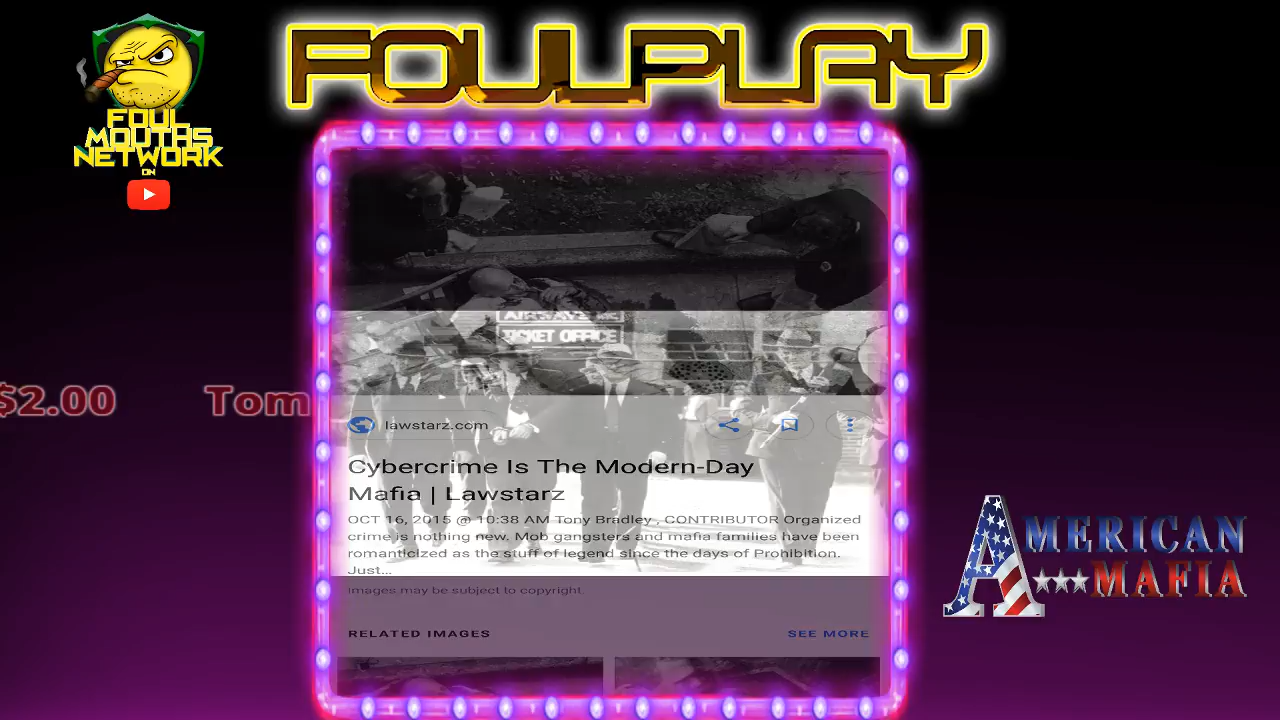 FOULPLAY
FOUL
MOUTHS
NETWORK
ON
AIRWAYS INC
TICKET OFFICE
$2.00 Tom
lawstarz.com
Cybercrime Is The Modern-Day
Mafia | Lawstarz
OCT 16, 2015 @ 10:38 AM Tony Bradley , CONTRIBUTOR Organized
crime is nothing new. Mob gangsters and mafia families have been
romanticized as the stuff of legend since the days of Prohibition.
Just...
Images may be subject to copyright.
RELATED IMAGES
SEE MORE
AMERICAN
MAFIA